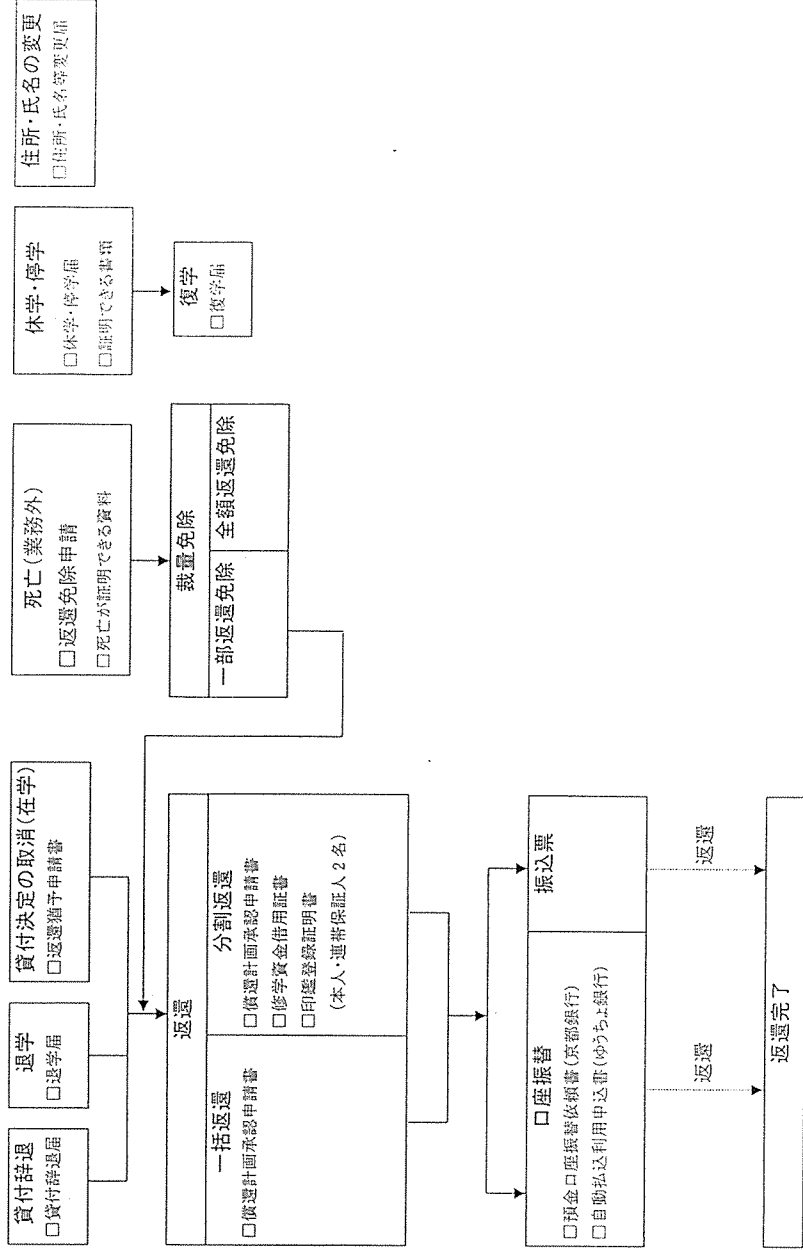 貸付辞退
□貸付辞退届
退学
□退学届
貸付決定の取消(在学)
□返還猶予申請書
死亡(業務外)
□返還免除申請
□死亡が証明できる資料
休学・停学
□休学・停学届
□証明できる書類
住所・氏名の変更
□住所・氏名等変更届
裁量免除
一部返還免除
全額返還免除
復学
□復学届
返還
一括返還
□償還計画承認申請書
分割返還
□償還計画承認申請書
□修学資金借用証書
□印鑑登録証明書
(本人・連帯保証人2名)
口座振替
□預金口座振替依頼書(京都銀行)
□自動払込利用申込書(ゆうちょ銀行)
振込票
返還
返還
返還完了